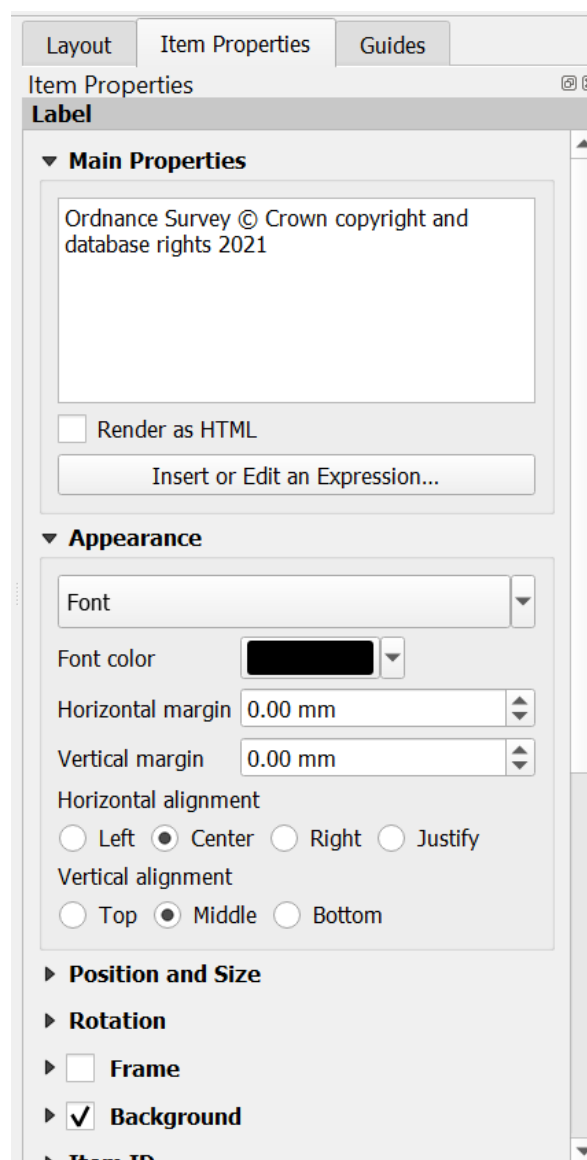 Layout Item Properties Guides
Item Properties
Label
Main Properties
Ordnance Survey © Crown copyright and
database rights 2021
Render as HTML
Insert or Edit an Expression...
Appearance
Font
Font color
Horizontal margin 0.00 mm
Vertical margin 0.00 mm
Horizontal alignment
Left Center Right Justify
Vertical alignment
Top Middle Bottom
Position and Size
Rotation
Frame
Background
Item ID